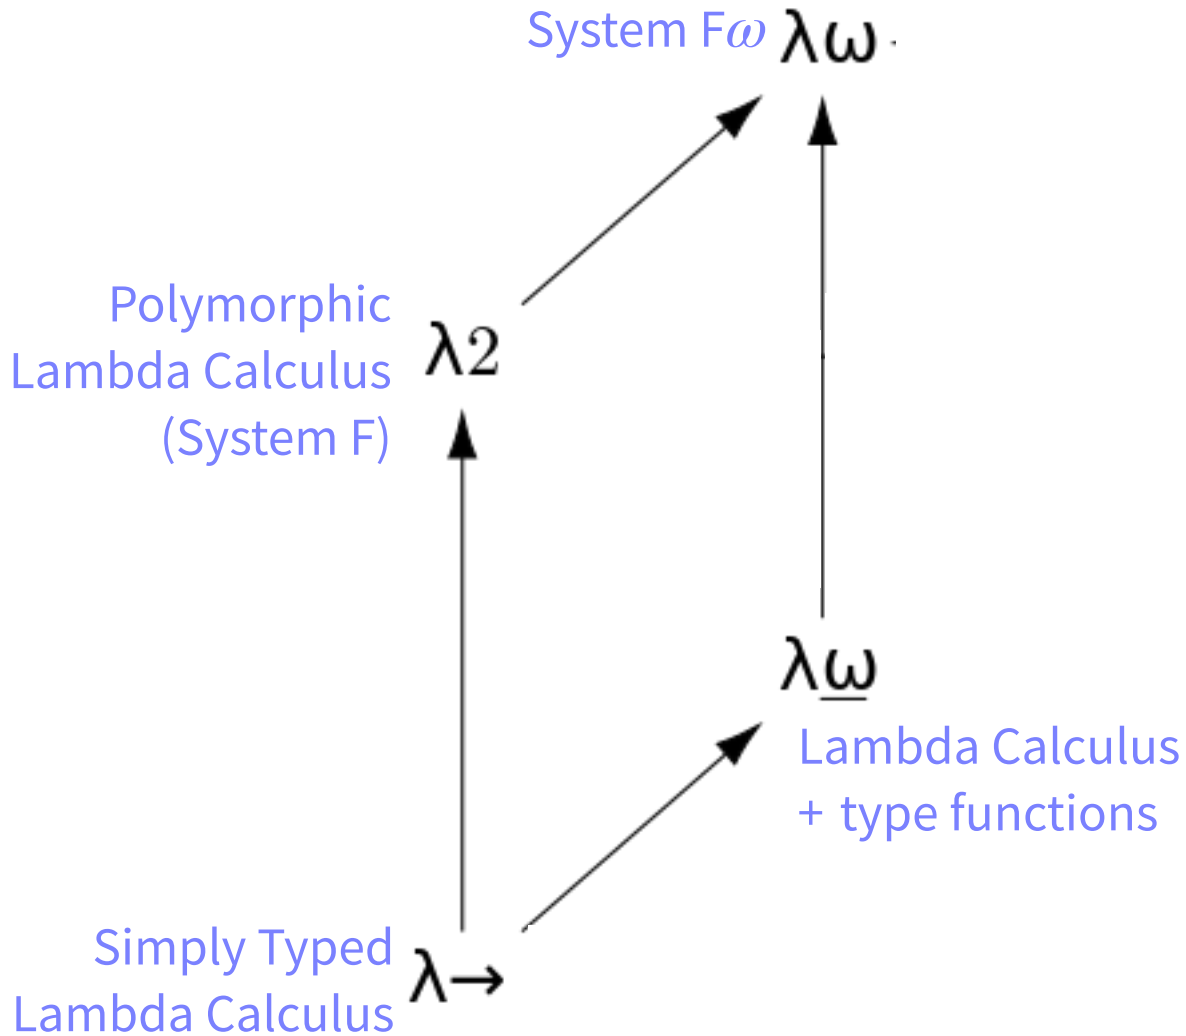 System Fω λω
Polymorphic
Lambda Calculus
(System F)
λ2
λω̲
Lambda Calculus
+ type functions
Simply Typed
Lambda Calculus
λ→